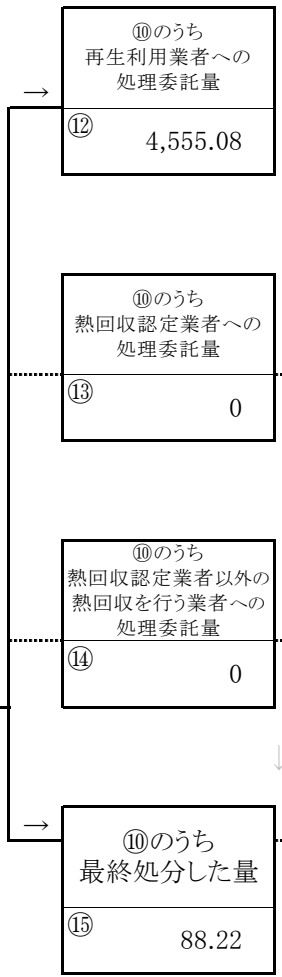 ⑩のうち
再生利用業者への
処理委託量
→
⑫
4,555.08
⑩のうち
熱回収認定業者への
処理委託量
⑬
0
⑩のうち
熱回収認定業者以外の
熱回収を行う業者への
処理委託量
⑭
0
↓
→
⑩のうち
最終処分した量
⑮
88.22